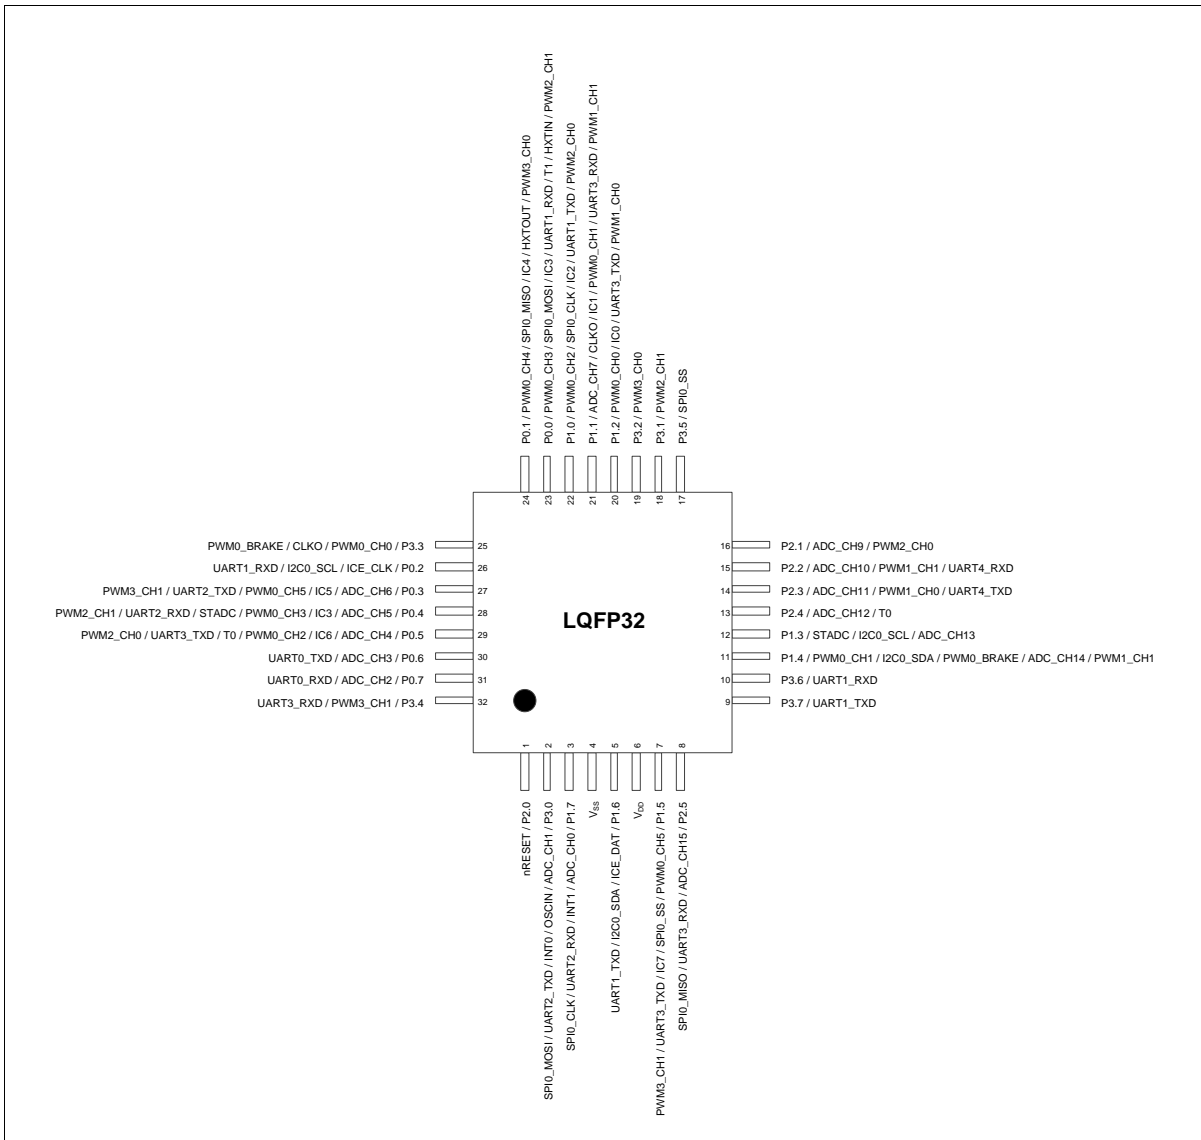 P0.1 / PWM0_CH4 / SPI0_MISO / IC4 / HXTOUT / PWM3_CH0
P0.0 / PWM0_CH3 / SPI0_MOSI / IC3 / UART1_RXD / T1 / HXTIN / PWM2_CH1
P1.0 / PWM0_CH2 / SPI0_CLK / IC2 / UART1_TXD / PWM2_CH0
P1.1 / ADC_CH7 / CLKO / IC1 / PWM0_CH1 / UART3_RXD / PWM1_CH1
P1.2 / PWM0_CH0 / IC0 / UART3_TXD / PWM1_CH0
P3.2 / PWM3_CH0
P3.1 / PWM2_CH1
P3.5 / SPI0_SS
24
23
22
21
20
19
18
17
PWM0_BRAKE / CLKO / PWM0_CH0 / P3.3
25
UART1_RXD / I2C0_SCL / ICE_CLK / P0.2
26
PWM3_CH1 / UART2_TXD / PWM0_CH5 / IC5 / ADC_CH6 / P0.3
27
PWM2_CH1 / UART2_RXD / STADC / PWM0_CH3 / IC3 / ADC_CH5 / P0.4
28
PWM2_CH0 / UART3_TXD / T0 / PWM0_CH2 / IC6 / ADC_CH4 / P0.5
29
UART0_TXD / ADC_CH3 / P0.6
30
UART0_RXD / ADC_CH2 / P0.7
31
UART3_RXD / PWM3_CH1 / P3.4
32
LQFP32
16
P2.1 / ADC_CH9 / PWM2_CH0
15
P2.2 / ADC_CH10 / PWM1_CH1 / UART4_RXD
14
P2.3 / ADC_CH11 / PWM1_CH0 / UART4_TXD
13
P2.4 / ADC_CH12 / T0
12
P1.3 / STADC / I2C0_SCL / ADC_CH13
11
P1.4 / PWM0_CH1 / I2C0_SDA / PWM0_BRAKE / ADC_CH14 / PWM1_CH1
10
P3.6 / UART1_RXD
9
P3.7 / UART1_TXD
1
2
3
4
5
6
7
8
nRESET / P2.0
SPI0_MOSI / UART2_TXD / INT0 / OSCIN / ADC_CH1 / P3.0
SPI0_CLK / UART2_RXD / INT1 / ADC_CH0 / P1.7
VSS
UART1_TXD / I2C0_SDA / ICE_DAT / P1.6
VDD
PWM3_CH1 / UART3_TXD / IC7 / SPI0_SS / PWM0_CH5 / P1.5
SPI0_MISO / UART3_RXD / ADC_CH15 / P2.5